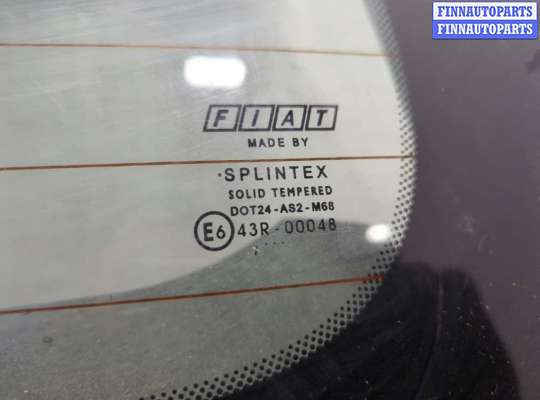 FINNAUTOPARTS
FINNAUTOPARTS
FIAT
MADE BY
SPLINTEX
SOLID TEMPERED
DOT24-AS2-M68
E6 43R-00048